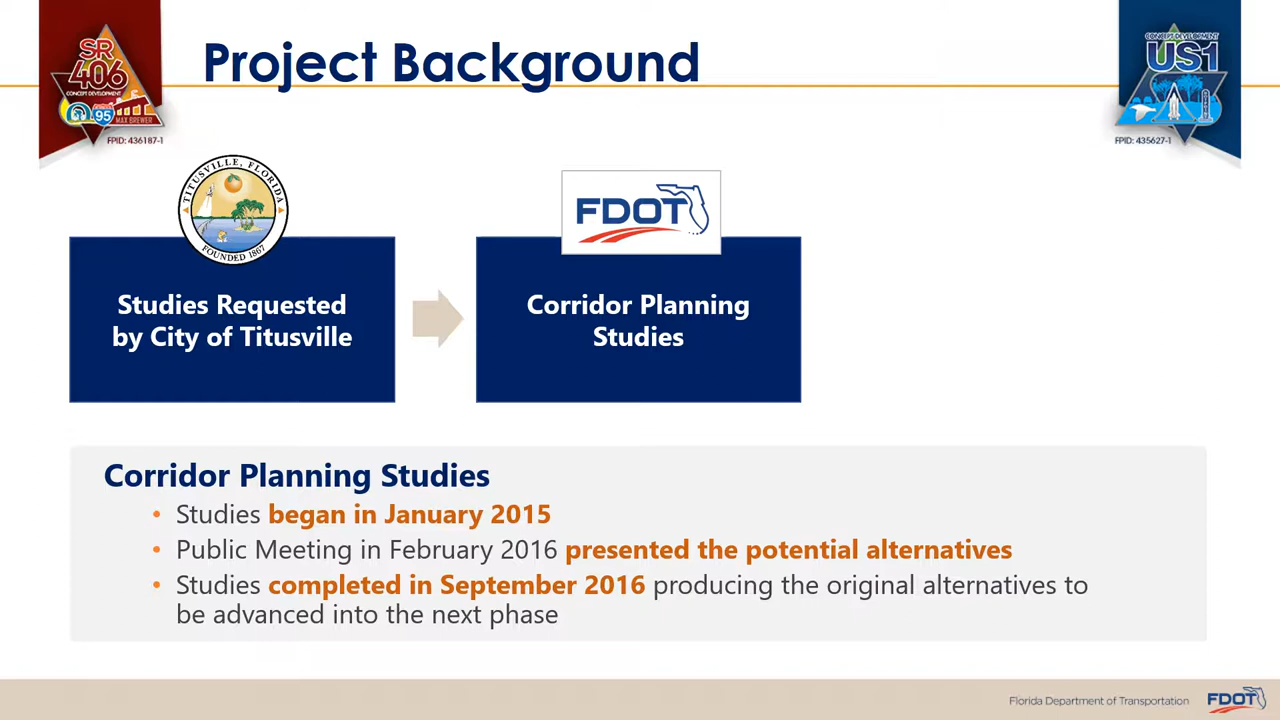 SR
406
CONCEPT DEVELOPMENT
95
MAX BREWER
FPID: 436187-1
Project Background
CONCEPT DEVELOPMENT
US1
FPID: 435627-1
TITUSVILLE, FLORIDA
FOUNDED 1867
FDOT
Studies Requested
by City of Titusville
Corridor Planning
Studies
Corridor Planning Studies
• Studies began in January 2015
• Public Meeting in February 2016 presented the potential alternatives
• Studies completed in September 2016 producing the original alternatives to
be advanced into the next phase
Florida Department of Transportation
FDOT